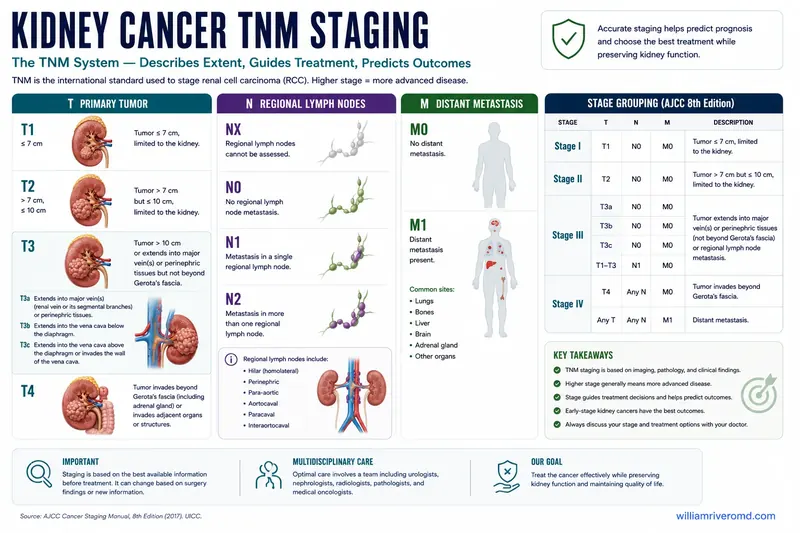 KIDNEY CANCER TNM STAGING
The TNM System — Describes Extent, Guides Treatment, Predicts Outcomes
TNM is the international standard used to stage renal cell carcinoma (RCC). Higher stage = more advanced disease.
Accurate staging helps predict prognosis
and choose the best treatment while
preserving kidney function.
T PRIMARY TUMOR
T1
≤ 7 cm
Tumor ≤ 7 cm,
limited to the kidney.
T2
> 7 cm,
≤ 10 cm
Tumor > 7 cm
but ≤ 10 cm,
limited to the kidney.
T3
Tumor > 10 cm
or extends into major
vein(s) or perinephric
tissues but not beyond
Gerota's fascia.
T3a Extends into major vein(s)
(renal vein or its segmental branches)
or perinephric tissues.
T3b Extends into the vena cava below
the diaphragm.
T3c Extends into the vena cava above
the diaphragm or invades the wall
of the vena cava.
T4
Tumor invades beyond
Gerota's fascia (including
adrenal gland) or
invades adjacent organs
or structures.
N REGIONAL LYMPH NODES
NX
Regional lymph nodes
cannot be assessed.
N0
No regional lymph
node metastasis.
N1
Metastasis in a single
regional lymph node.
N2
Metastasis in more
than one regional
lymph node.
Regional lymph nodes include:
• Hilar (homolateral)
• Perinephric
• Para-aortic
• Aortocaval
• Paracaval
• Interaortocaval
M DISTANT METASTASIS
M0
No distant
metastasis.
M1
Distant
metastasis
present.
Common sites:
• Lungs
• Bones
• Liver
• Brain
• Adrenal gland
• Other organs
STAGE GROUPING (AJCC 8th Edition)
STAGE T N M DESCRIPTION
Stage I T1 N0 M0 Tumor ≤ 7 cm, limited
to the kidney.
Stage II T2 N0 M0 Tumor > 7 cm but ≤ 10 cm,
limited to the kidney.
Stage III
T3a N0 M0
T3b N0 M0
T3c N0 M0
T1–T3 N1 M0
Tumor extends into major
vein(s) or perinephric tissues
(not beyond Gerota's fascia)
or regional lymph node
metastasis.
Stage IV
T4 Any N M0 Tumor invades beyond
Gerota's fascia.
Any T Any N M1 Distant metastasis.
KEY TAKEAWAYS
TNM staging is based on imaging, pathology, and clinical findings.
Higher stage generally means more advanced disease.
Stage guides treatment decisions and helps predict outcomes.
Early-stage kidney cancers have the best outcomes.
Always discuss your stage and treatment options with your doctor.
IMPORTANT
Staging is based on the best available information
before treatment. It can change based on surgery
findings or new information.
MULTIDISCIPLINARY CARE
Optimal care involves a team including urologists,
nephrologists, radiologists, pathologists, and
medical oncologists.
OUR GOAL
Treat the cancer effectively while preserving
kidney function and maintaining quality of life.
Source: AJCC Cancer Staging Manual, 8th Edition (2017). UICC.
williamriveromd.com